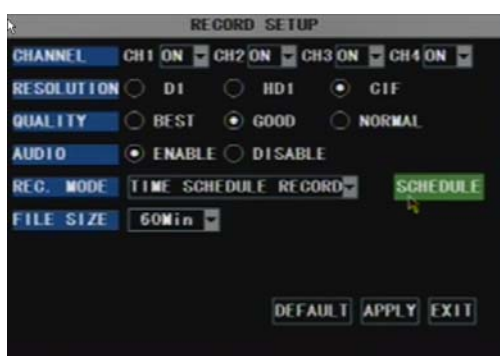 RECORD SETUP
CHANNEL CH1 ON CH2 ON CH3 ON CH4 ON
RESOLUTION D1 HD1 CIF
QUALITY BEST GOOD NORMAL
AUDIO ENABLE DISABLE
REC. MODE TIME SCHEDULE RECORD SCHEDULE
FILE SIZE 60Min
DEFAULT APPLY EXIT